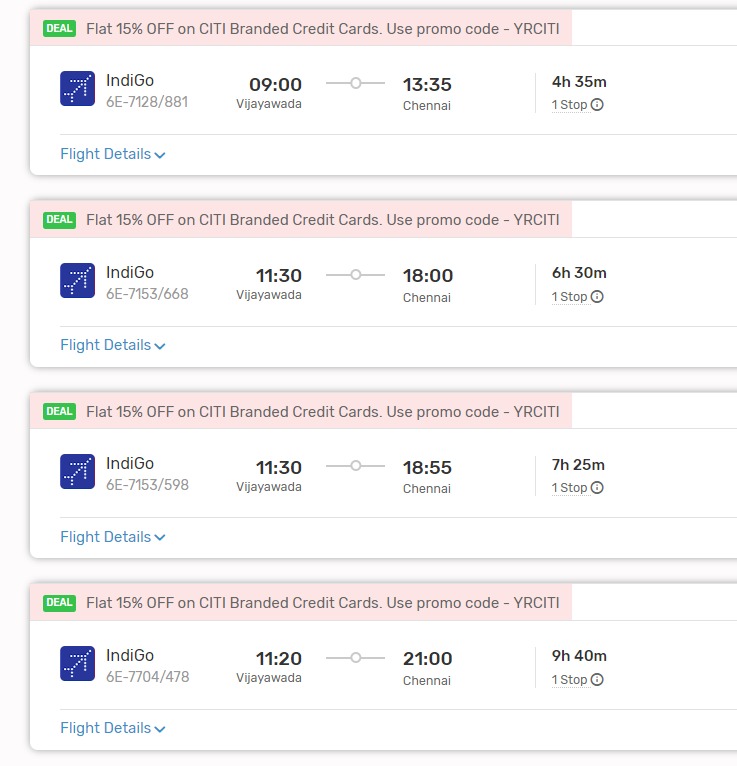 DEAL Flat 15% OFF on CITI Branded Credit Cards. Use promo code - YRCITI
IndiGo 09:00 13:35 4h 35m
6E-7128/881 Vijayawada Chennai 1 Stop
Flight Details
DEAL Flat 15% OFF on CITI Branded Credit Cards. Use promo code - YRCITI
IndiGo 11:30 18:00 6h 30m
6E-7153/668 Vijayawada Chennai 1 Stop
Flight Details
DEAL Flat 15% OFF on CITI Branded Credit Cards. Use promo code - YRCITI
IndiGo 11:30 18:55 7h 25m
6E-7153/598 Vijayawada Chennai 1 Stop
Flight Details
DEAL Flat 15% OFF on CITI Branded Credit Cards. Use promo code - YRCITI
IndiGo 11:20 21:00 9h 40m
6E-7704/478 Vijayawada Chennai 1 Stop
Flight Details